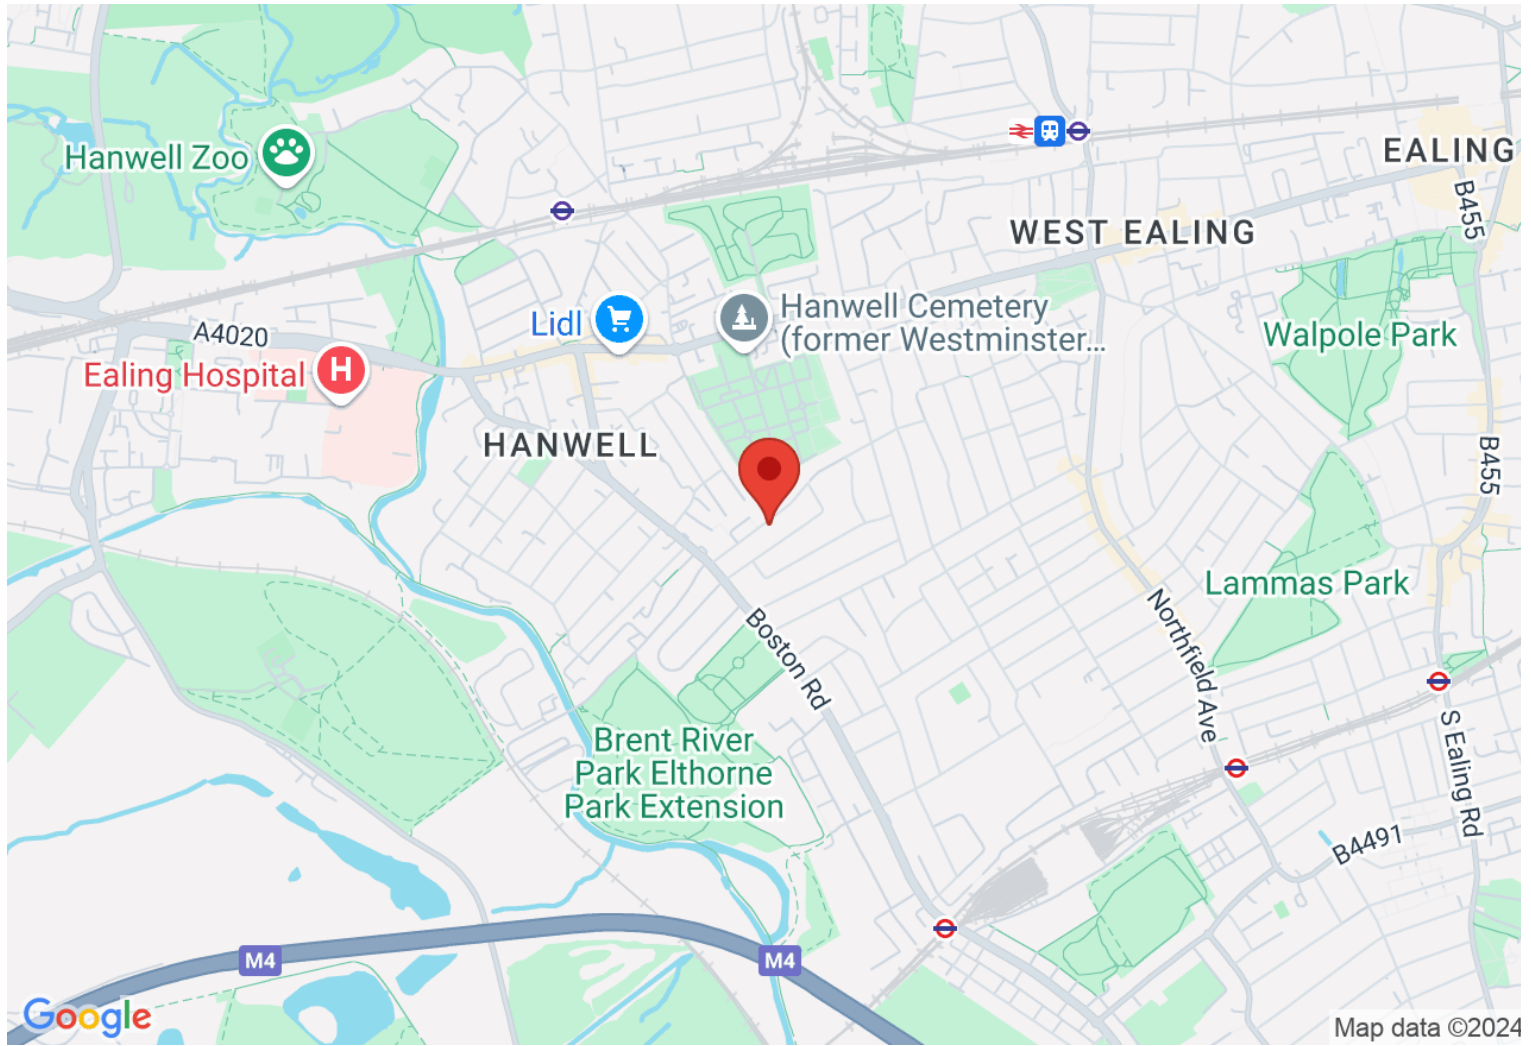 Hanwell Zoo
EALING
B455
WEST EALING
Lidl
Hanwell Cemetery
(former Westminster...
A4020
Walpole Park
Ealing Hospital
H
HANWELL
B455
Lammas Park
Boston Rd
Northfield Ave
Brent River
Park Elthorne
Park Extension
S Ealing Rd
B4491
M4
M4
Google
Map data ©2024